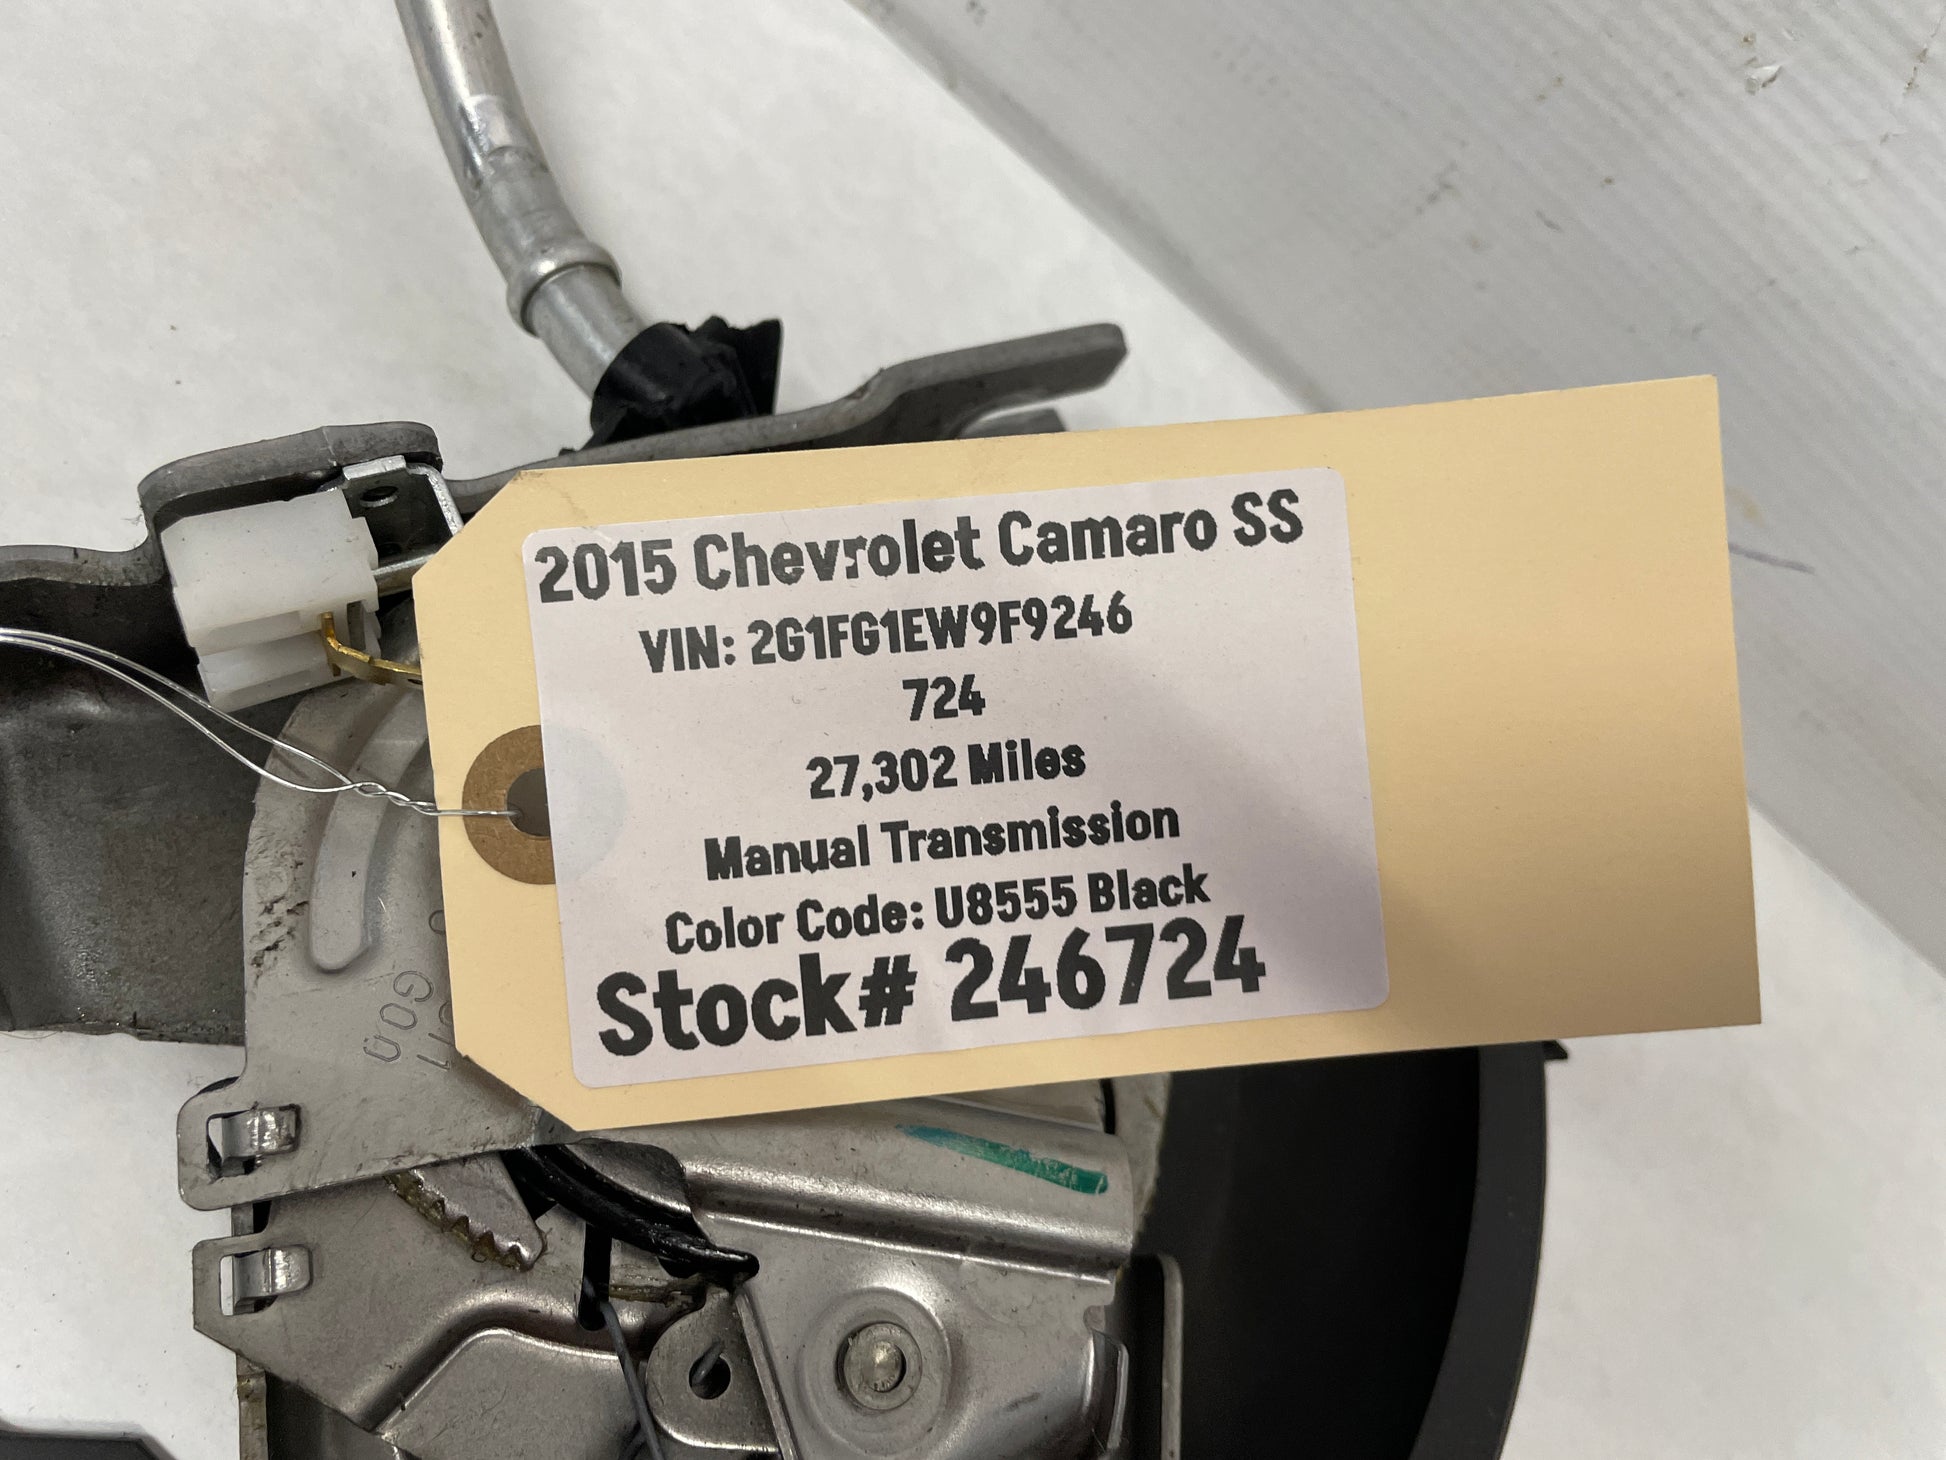 2015 Chevrolet Camaro SS
VIN: 2G1FG1EW9F9246
724
27,302 Miles
Manual Transmission
Color Code: U8555 Black
Stock# 246724